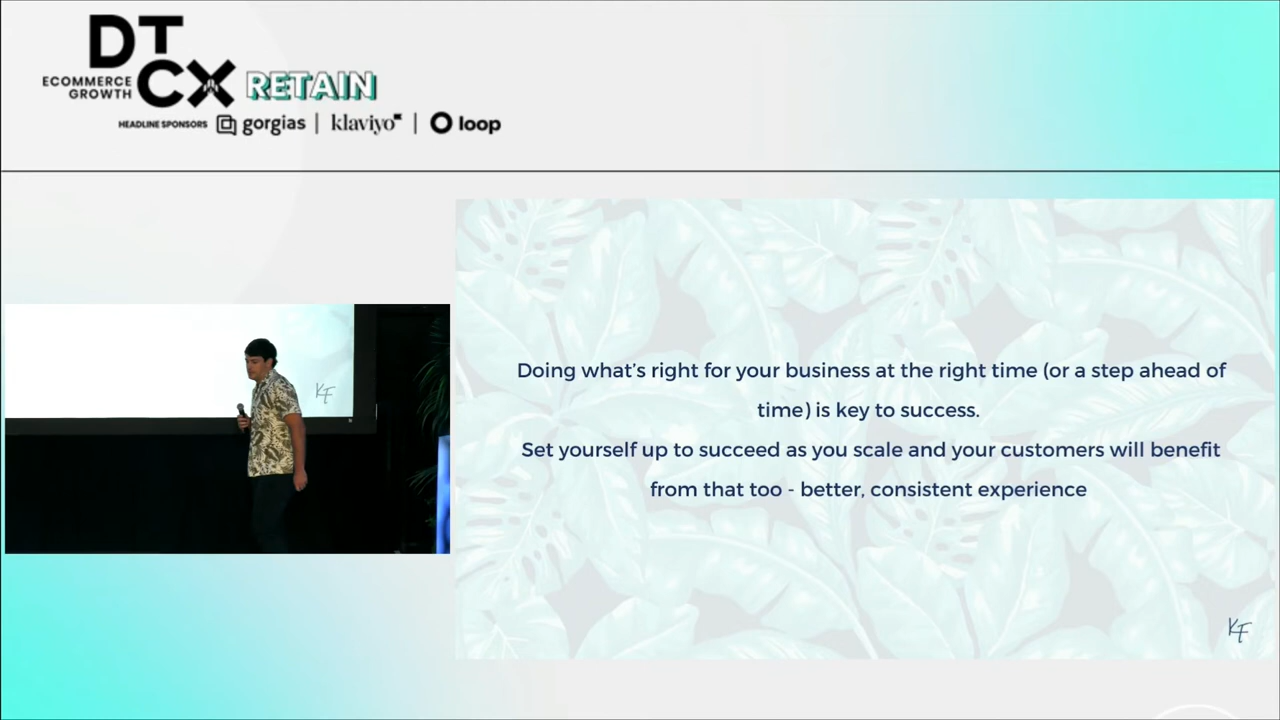 DT
CX
ECOMMERCE
GROWTH
RETAIN
HEADLINE SPONSORS gorgias | klaviyo | loop
Doing what's right for your business at the right time (or a step ahead of
time) is key to success.
Set yourself up to succeed as you scale and your customers will benefit
from that too - better, consistent experience
KF
KF